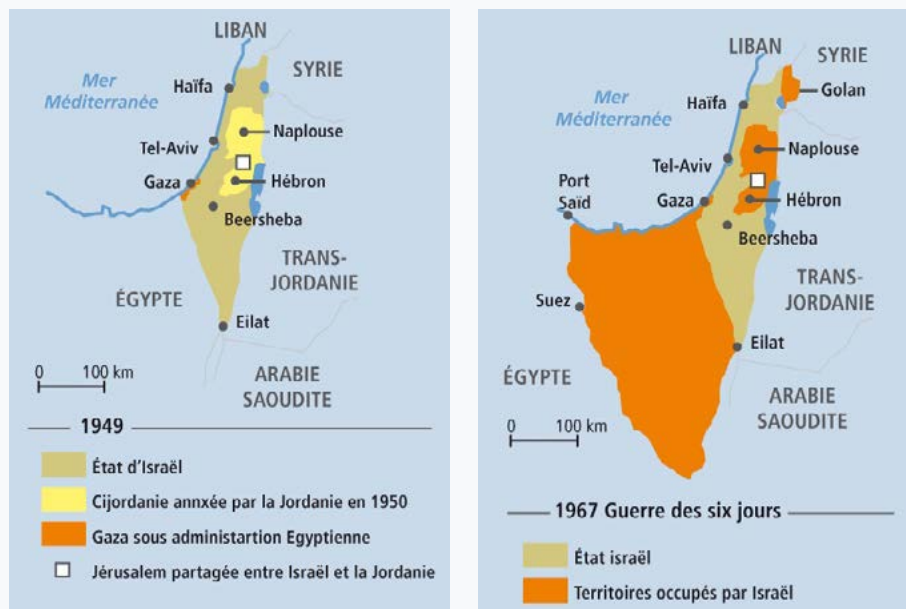 LIBAN
SYRIE
Mer
Méditerranée
Haïfa
Naplouse
Tel-Aviv
Gaza
Hébron
Beersheba
TRANS-
JORDANIE
ÉGYPTE
Eilat
0 100 km
ARABIE
SAOUDITE
1949
État d'Israël
Cijordanie annxée par la Jordanie en 1950
Gaza sous administartion Egyptienne
Jérusalem partagée entre Israël et la Jordanie
LIBAN
SYRIE
Golan
Mer
Méditerranée
Haïfa
Naplouse
Tel-Aviv
Port
Saïd
Gaza
Hébron
Beersheba
TRANS-
JORDANIE
Suez
Eilat
ÉGYPTE
ARABIE
SAOUDITE
0 100 km
1967 Guerre des six jours
État israël
Territoires occupés par Israël